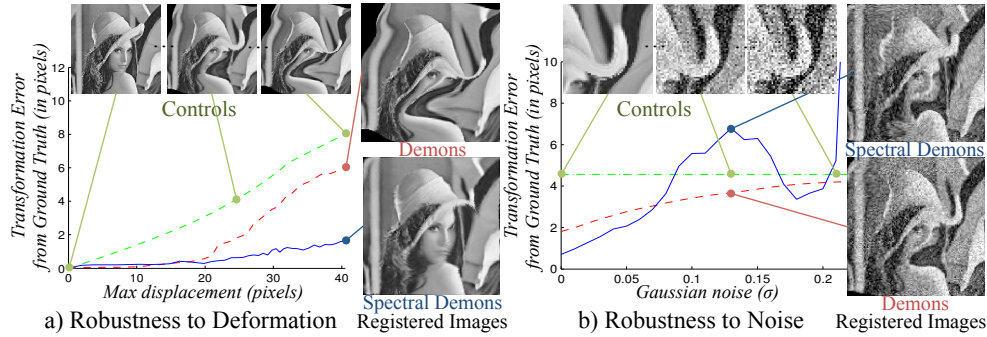 Transformation Error
from Ground Truth (in pixels)
12
10
8
6
4
2
0
0
10
20
30
40
Max displacement (pixels)
Controls
Demons
Spectral Demons
Registered Images
a) Robustness to Deformation
Transformation Error
from Ground Truth (in pixels)
10
8
6
4
2
0
0
0.05
0.1
0.15
0.2
Gaussian noise (σ)
Controls
Spectral Demons
Demons
Registered Images
b) Robustness to Noise